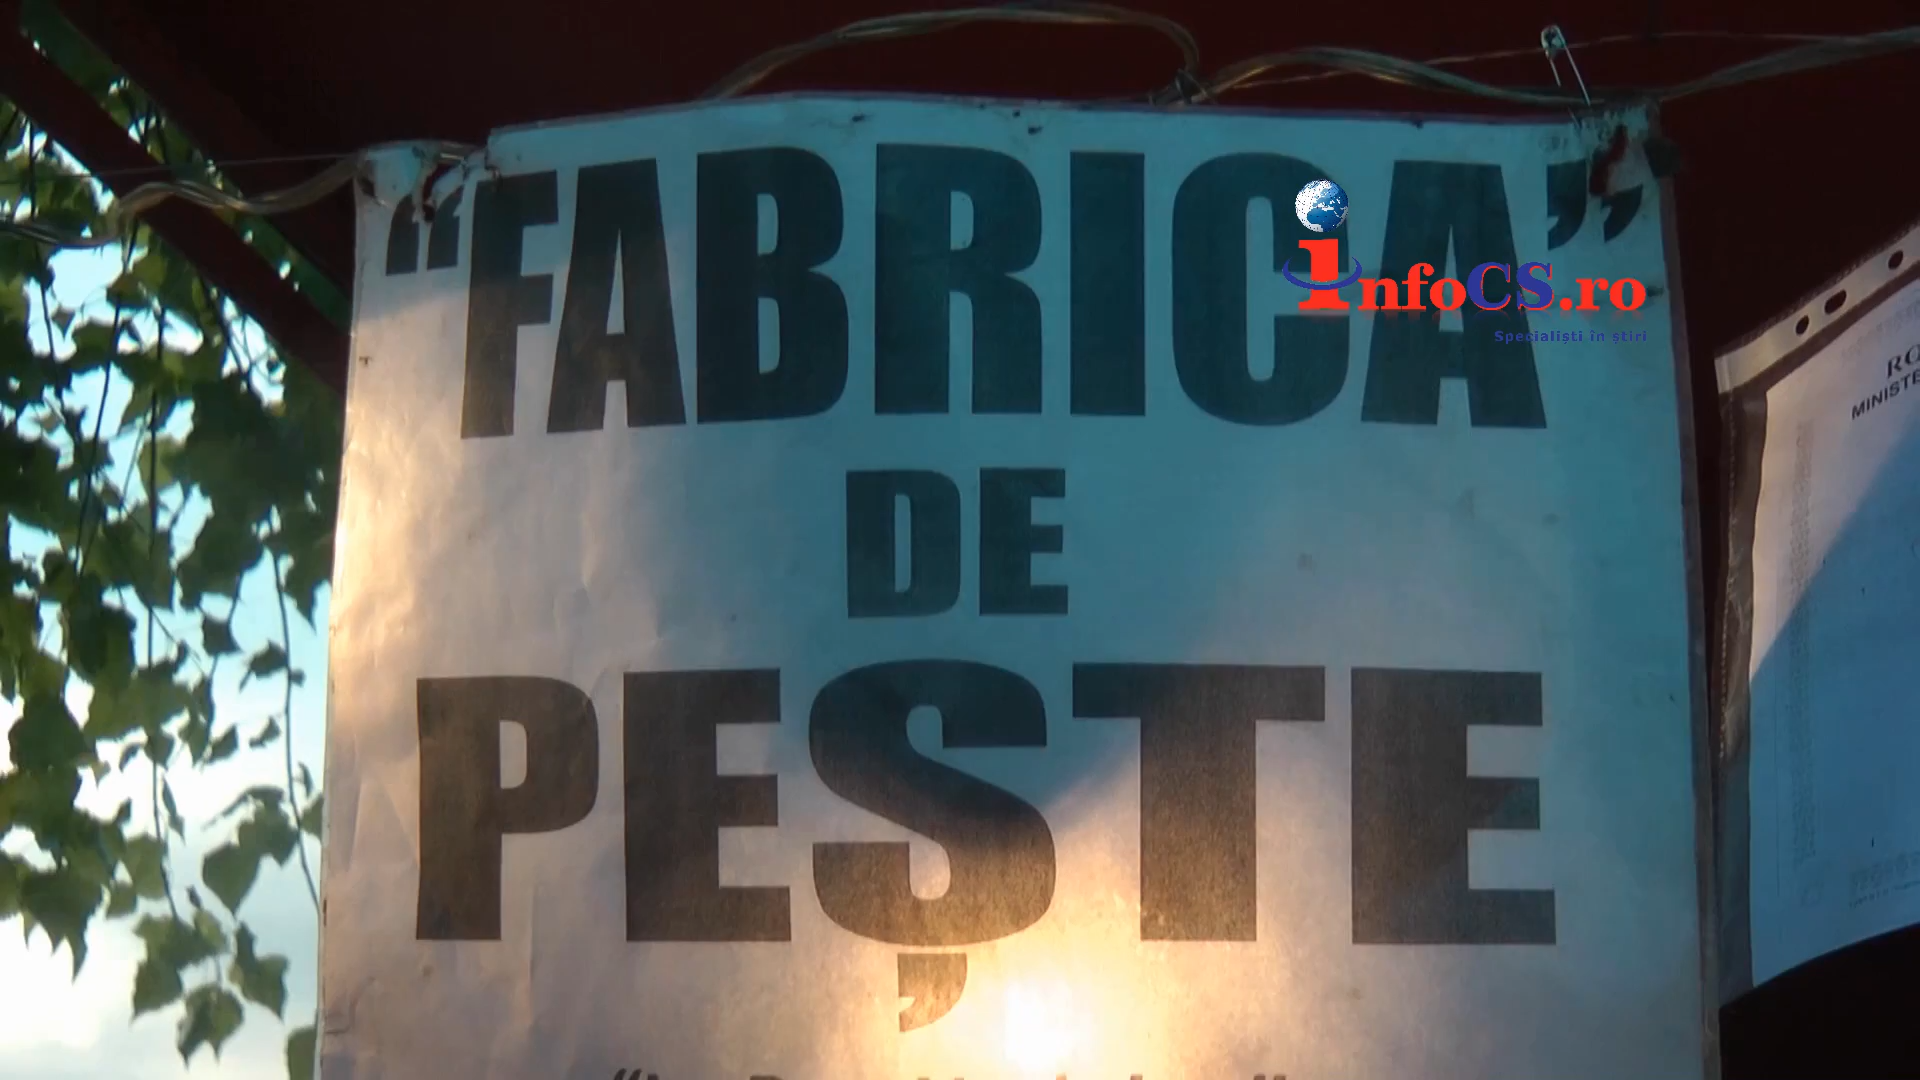 “FABRICA”
DE
PEȘTE
infoCS.ro
Specialiști în știri